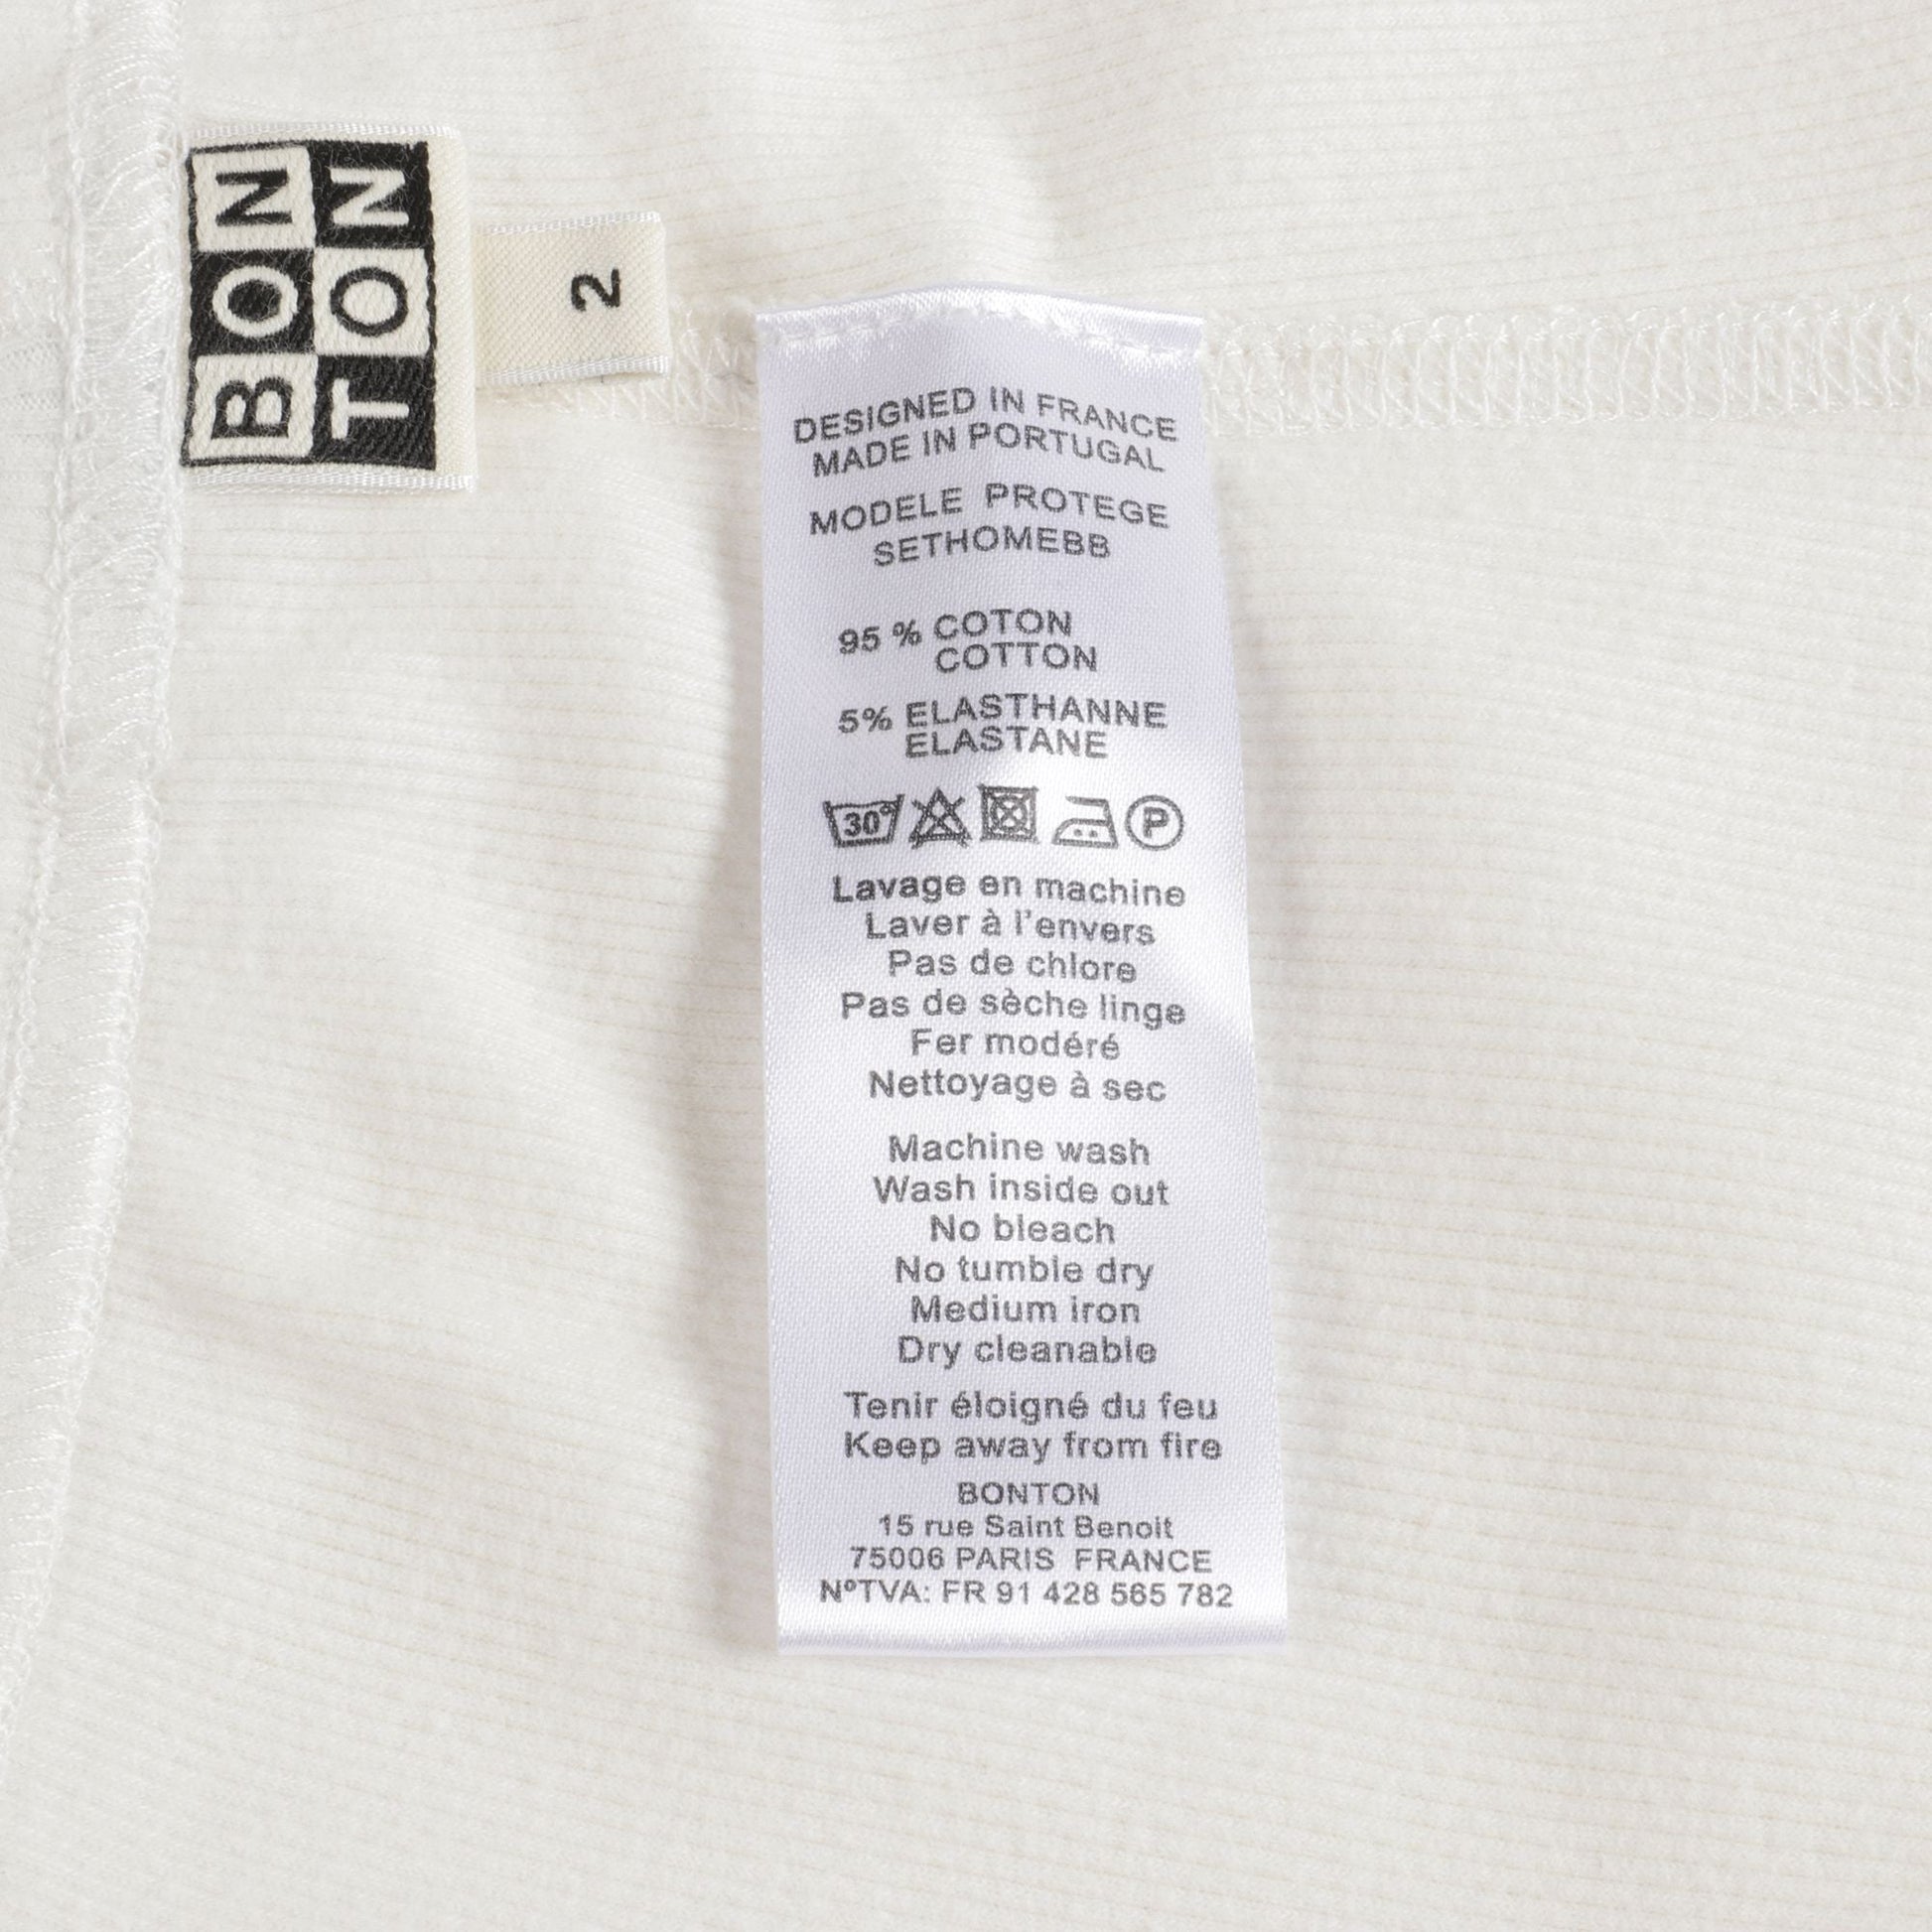 BON
TON
2
DESIGNED IN FRANCE
MADE IN PORTUGAL
MODELE PROTEGE
SETHOMEBB
95 % COTON
COTTON
5% ELASTHANNE
ELASTANE
30° P
Lavage en machine
Laver à l'envers
Pas de chlore
Pas de sèche linge
Fer modéré
Nettoyage à sec
Machine wash
Wash inside out
No bleach
No tumble dry
Medium iron
Dry cleanable
Tenir éloigné du feu
Keep away from fire
BONTON
15 rue Saint Benoit
75006 PARIS FRANCE
NºTVA: FR 91 428 565 782